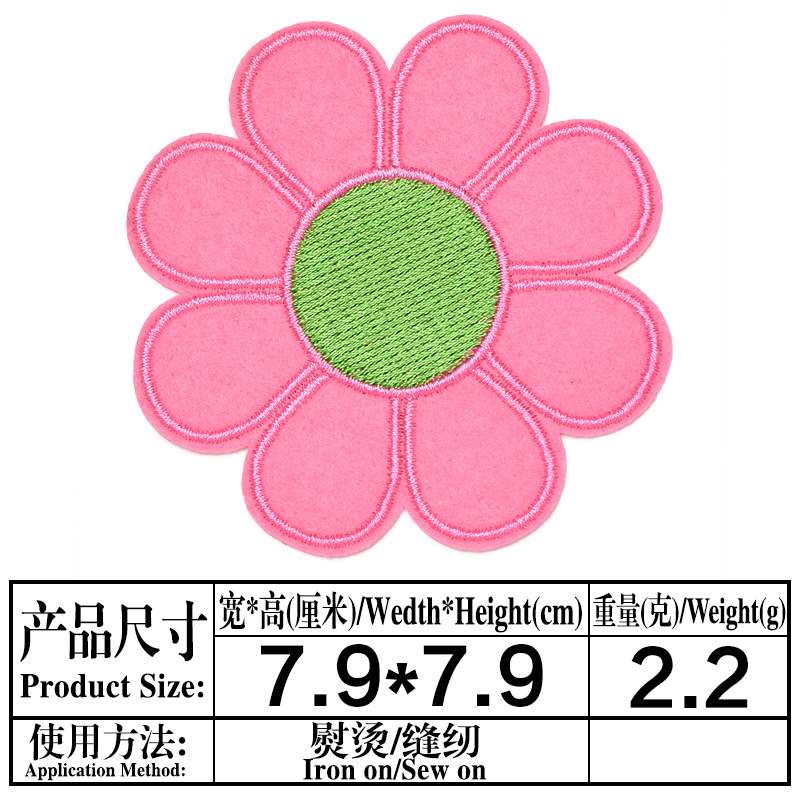 产品尺寸
Product Size:
宽*高(厘米)/Wedth*Height(cm)
7.9*7.9
重量(克)/Weight(g)
2.2
使用方法:
Application Method:
熨烫/缝纫
Iron on/Sew on